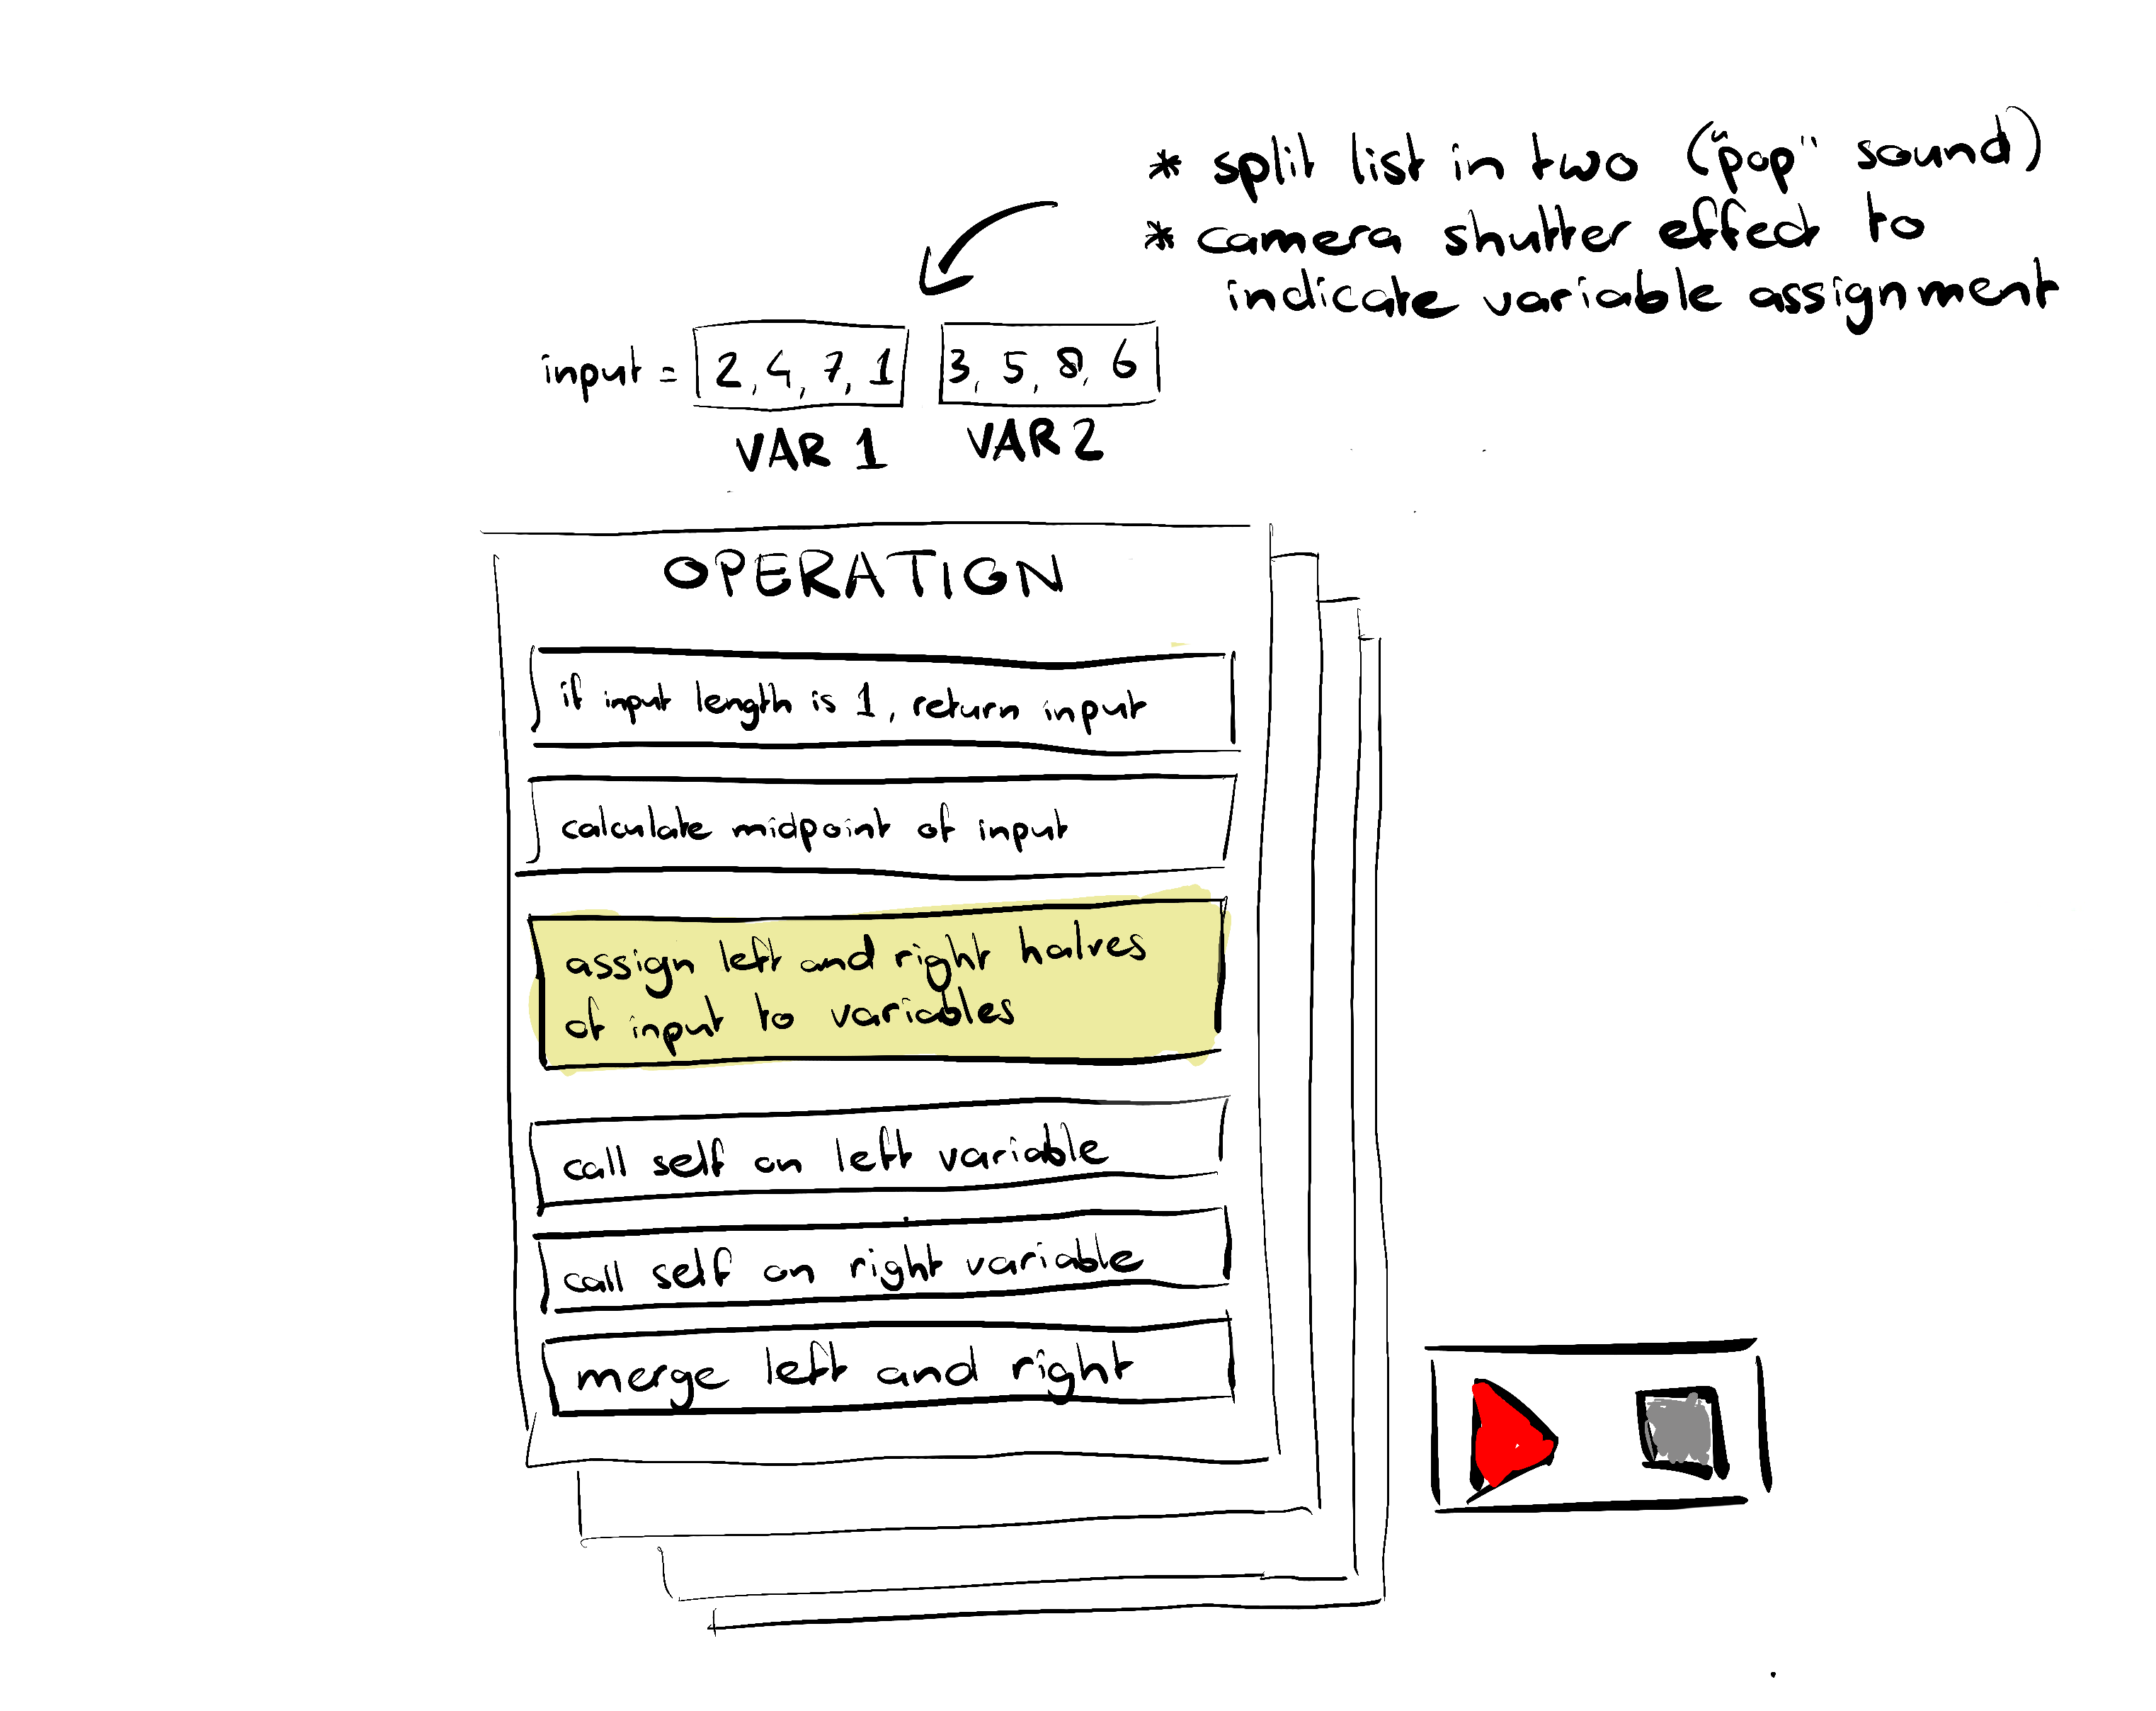 * split list in two ("pop" sound)
* camera shutter effect to
indicate variable assignment
input = 2, 4, 7, 1 3, 5, 8, 6
VAR 1 VAR 2
OPERATION
if input length is 1, return input
calculate midpoint of input
assign left and right halves
of input to variables
call self on left variable
call self on right variable
merge left and right